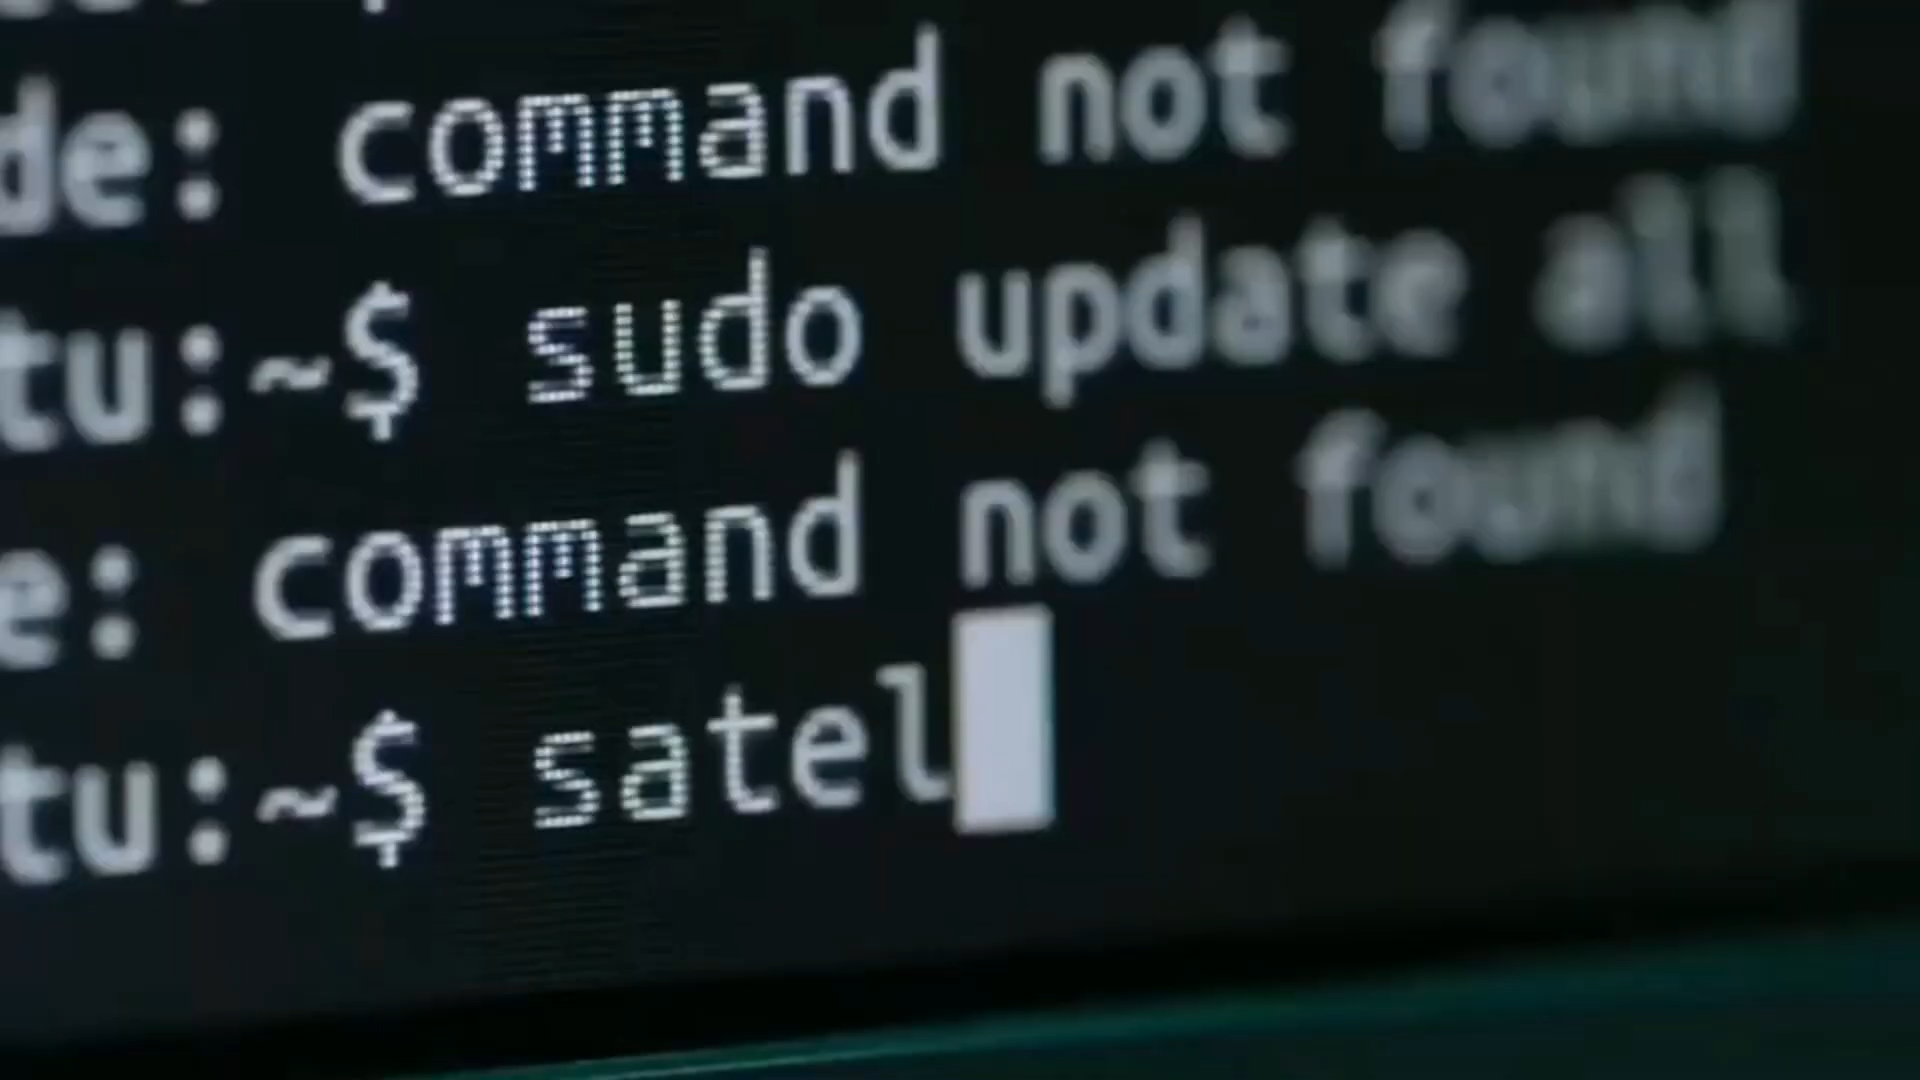 de: command not found
tu:~$ sudo update all
e: command not found
tu:~$ satel